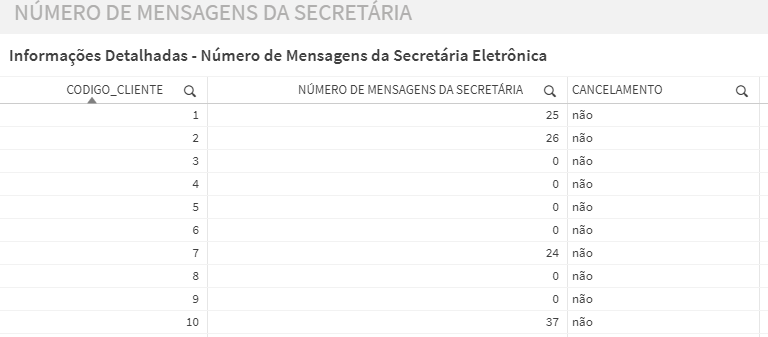 NÚMERO DE MENSAGENS DA SECRETÁRIA
Informações Detalhadas - Número de Mensagens da Secretária Eletrônica
CODIGO_CLIENTE NÚMERO DE MENSAGENS DA SECRETÁRIA CANCELAMENTO
1 25 não
2 26 não
3 0 não
4 0 não
5 0 não
6 0 não
7 24 não
8 0 não
9 0 não
10 37 não